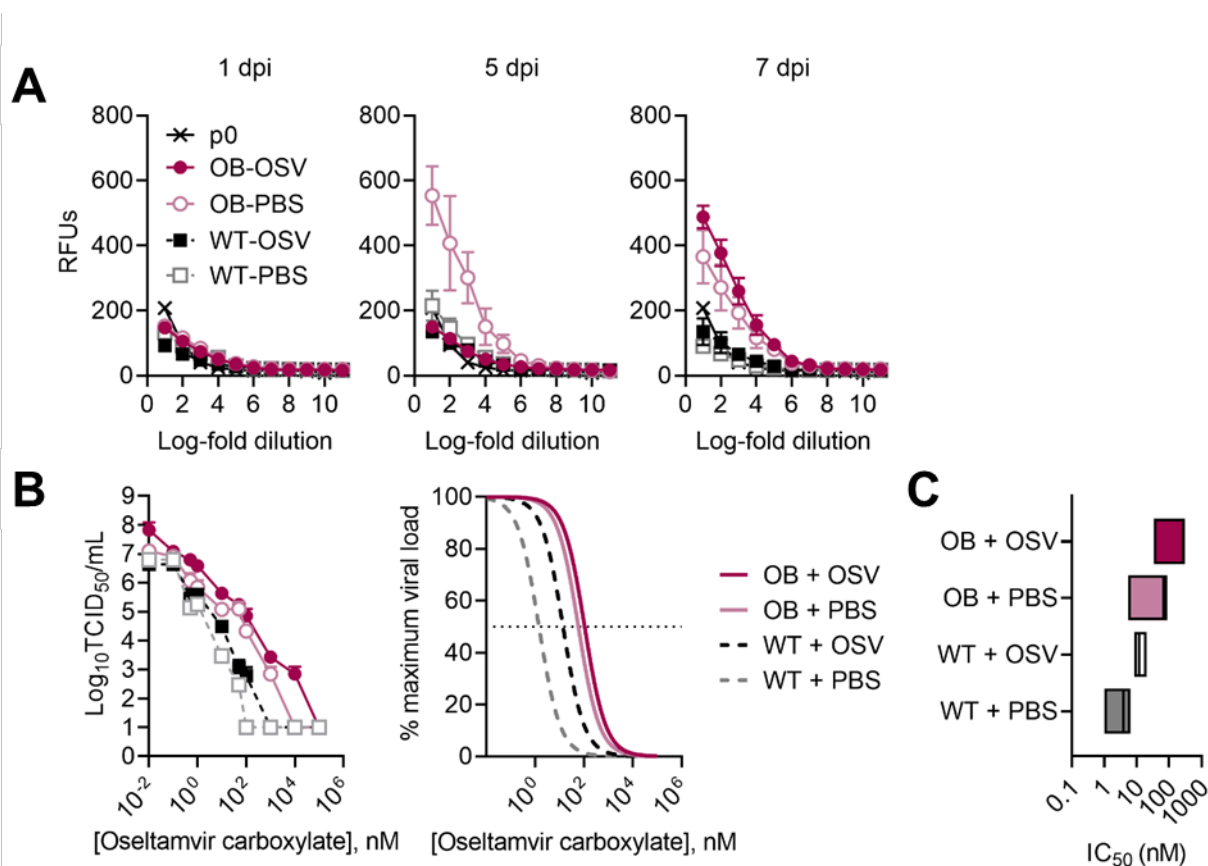 A
1 dpi
5 dpi
7 dpi
800
600
400
200
0
RFUs
0 2 4 6 8 10
Log-fold dilution
p0
OB-OSV
OB-PBS
WT-OSV
WT-PBS
800
600
400
200
0
0 2 4 6 8 10
Log-fold dilution
800
600
400
200
0
0 2 4 6 8 10
Log-fold dilution
B
9
8
7
6
5
4
3
2
1
0
Log₁₀TCID₅₀/mL
10⁻² 10⁰ 10² 10⁴ 10⁶
[Oseltamvir carboxylate], nM
100
80
60
40
20
0
% maximum viral load
10⁰ 10² 10⁴ 10⁶
[Oseltamvir carboxylate], nM
OB + OSV
OB + PBS
WT + OSV
WT + PBS
C
OB + OSV
OB + PBS
WT + OSV
WT + PBS
0.1 1 10 100 1000
IC₅₀ (nM)